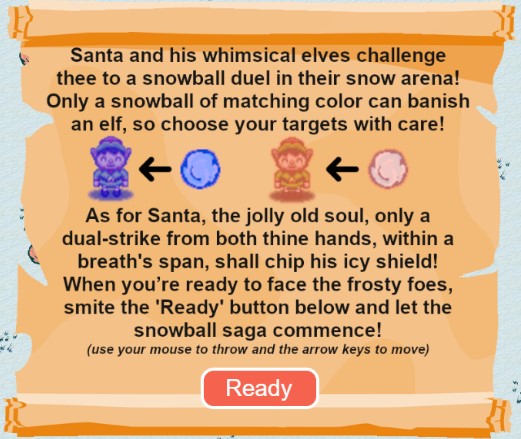 Santa and his whimsical elves challenge
thee to a snowball duel in their snow arena!
Only a snowball of matching color can banish
an elf, so choose your targets with care!
As for Santa, the jolly old soul, only a
dual-strike from both thine hands, within a
breath's span, shall chip his icy shield!
When you’re ready to face the frosty foes,
smite the 'Ready' button below and let the
snowball saga commence!
(use your mouse to throw and the arrow keys to move)
Ready